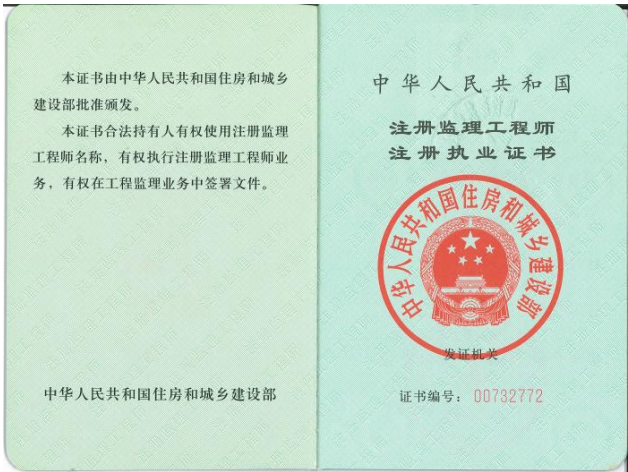 本证书由中华人民共和国住房和城乡
建设部批准颁发。
本证书合法持有人有权使用注册监理
工程师名称，有权执行注册监理工程师业
务，有权在工程监理业务中签署文件。
中华人民共和国住房和城乡建设部
中华人民共和国
注册监理工程师
注册执业证书
中华人民共和国住房和城乡建设部
发证机关
证书编号：00732772